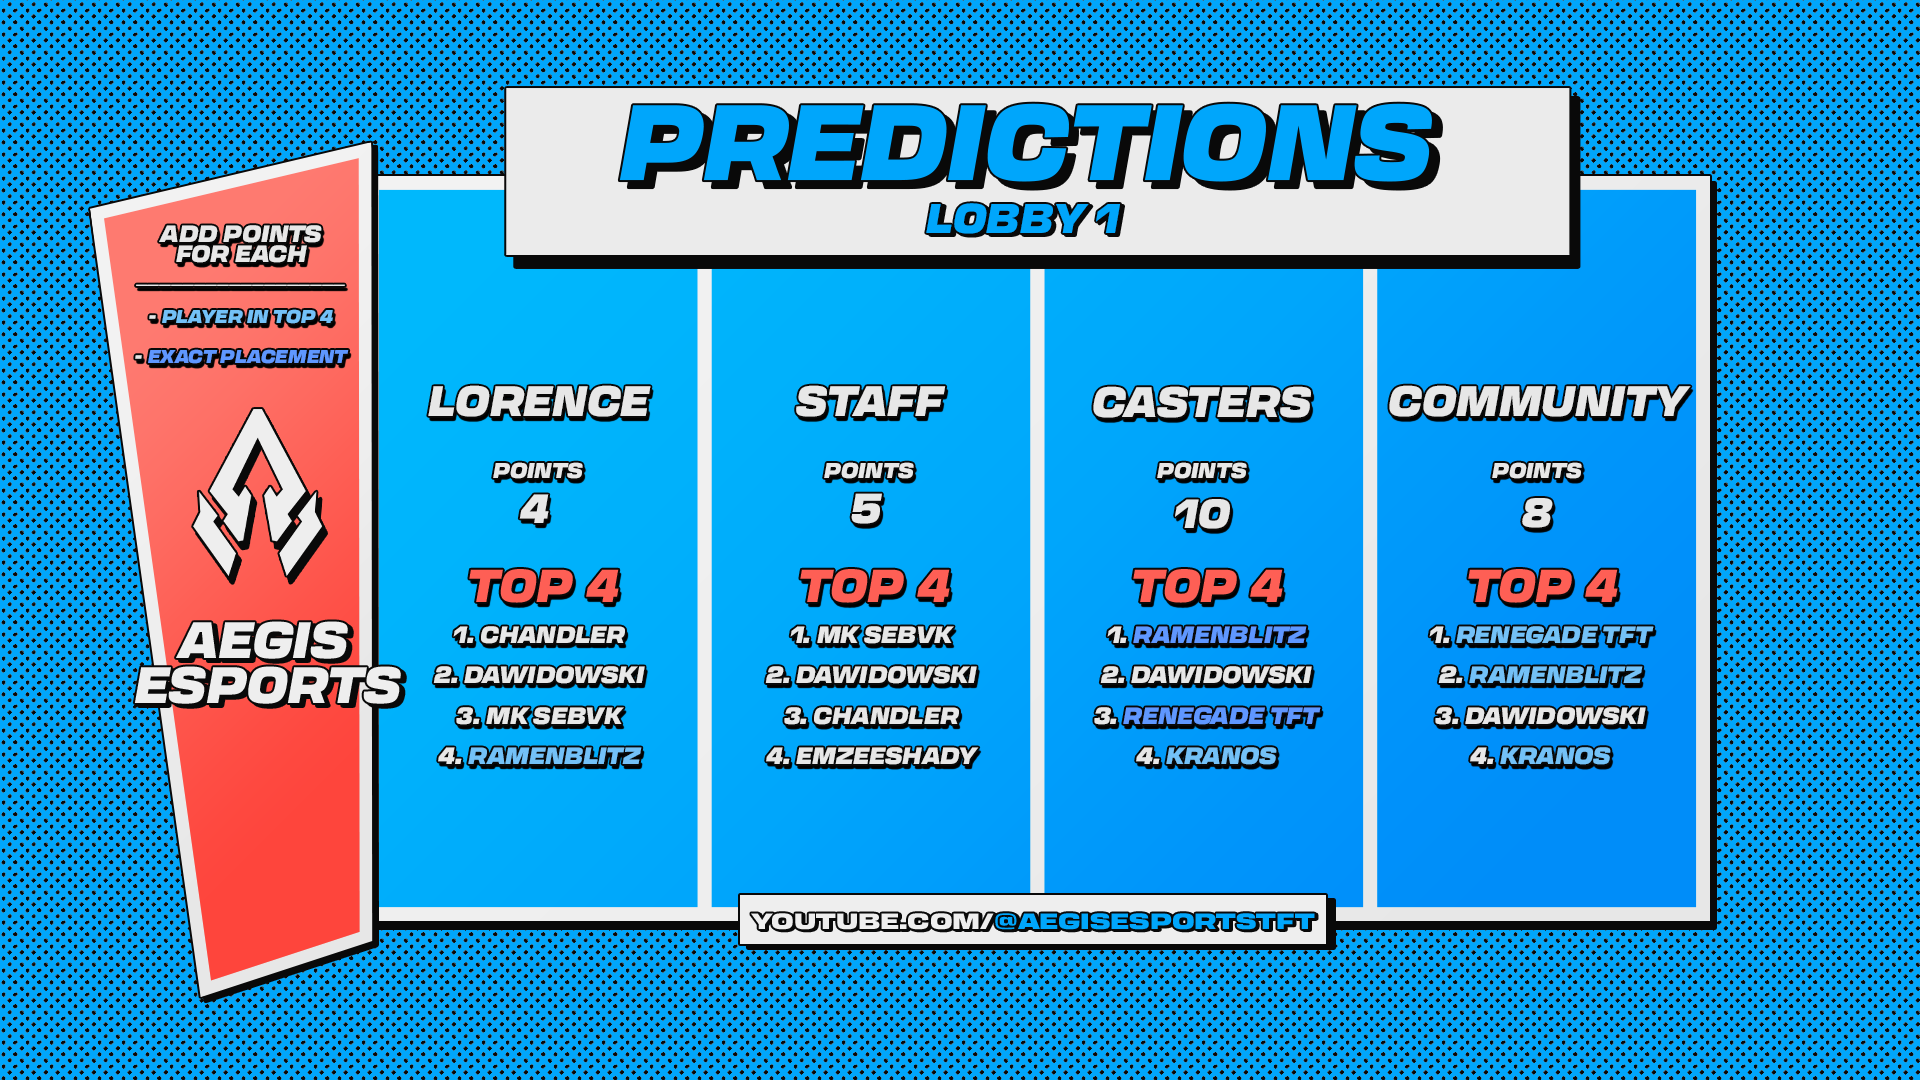 PREDICTIONS
LOBBY 1
ADD POINTS
FOR EACH
- PLAYER IN TOP 4
- EXACT PLACEMENT
AEGIS
ESPORTS
LORENCE
POINTS
4
TOP 4
1. CHANDLER
2. DAWIDOWSKI
3. MK SEBVK
4. RAMENBLITZ
STAFF
POINTS
5
TOP 4
1. MK SEBVK
2. DAWIDOWSKI
3. CHANDLER
4. EMZEESHADY
CASTERS
POINTS
10
TOP 4
1. RAMENBLITZ
2. DAWIDOWSKI
3. RENEGADE TFT
4. KRANOS
COMMUNITY
POINTS
8
TOP 4
1. RENEGADE TFT
2. RAMENBLITZ
3. DAWIDOWSKI
4. KRANOS
YOUTUBE.COM/@AEGISESPORTSTFT